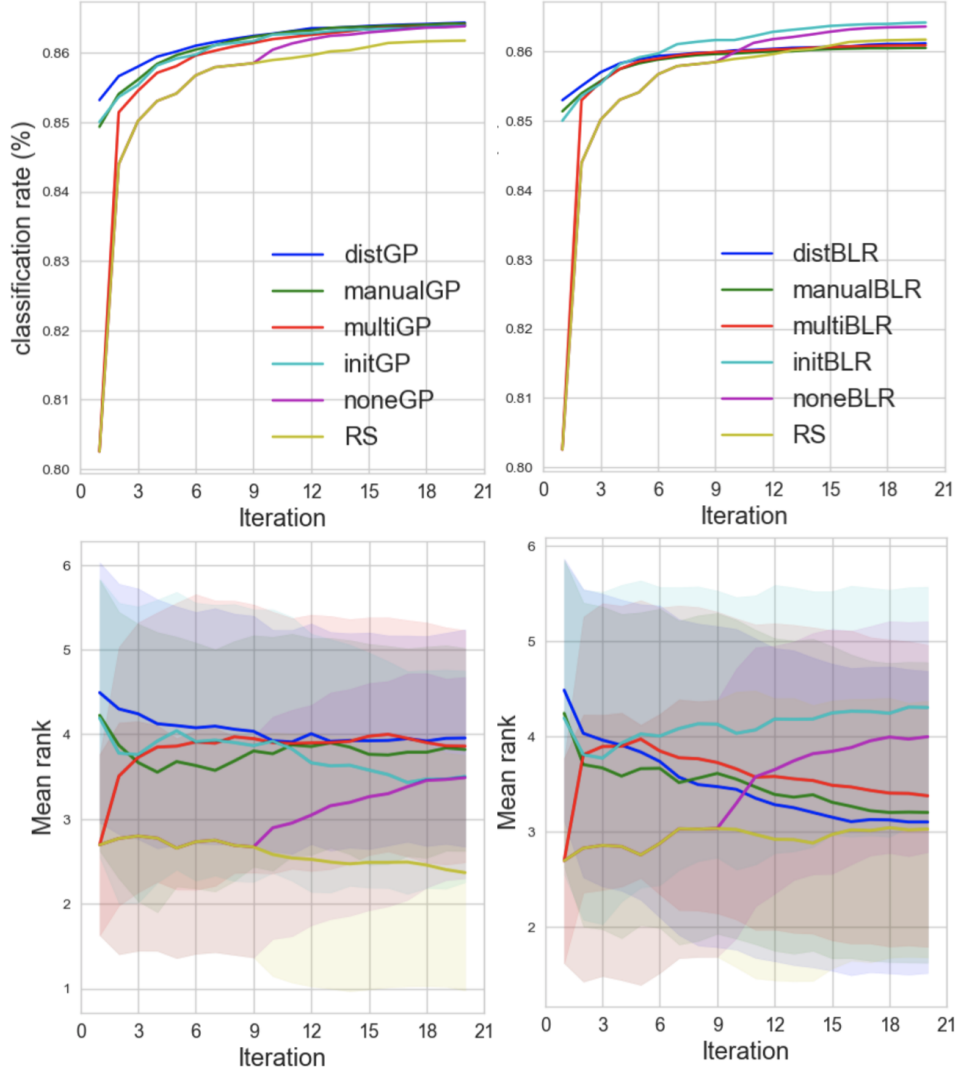 classification rate (%)
0.86
0.85
0.84
0.83
0.82
0.81
0.80
distGP
manualGP
multiGP
initGP
noneGP
RS
0 3 6 9 12 15 18 21
Iteration
0.86
0.85
0.84
0.83
0.82
0.81
0.80
distBLR
manualBLR
multiBLR
initBLR
noneBLR
RS
0 3 6 9 12 15 18 21
Iteration
Mean rank
6
5
4
3
2
1
0 3 6 9 12 15 18 21
Iteration
Mean rank
6
5
4
3
2
0 3 6 9 12 15 18 21
Iteration